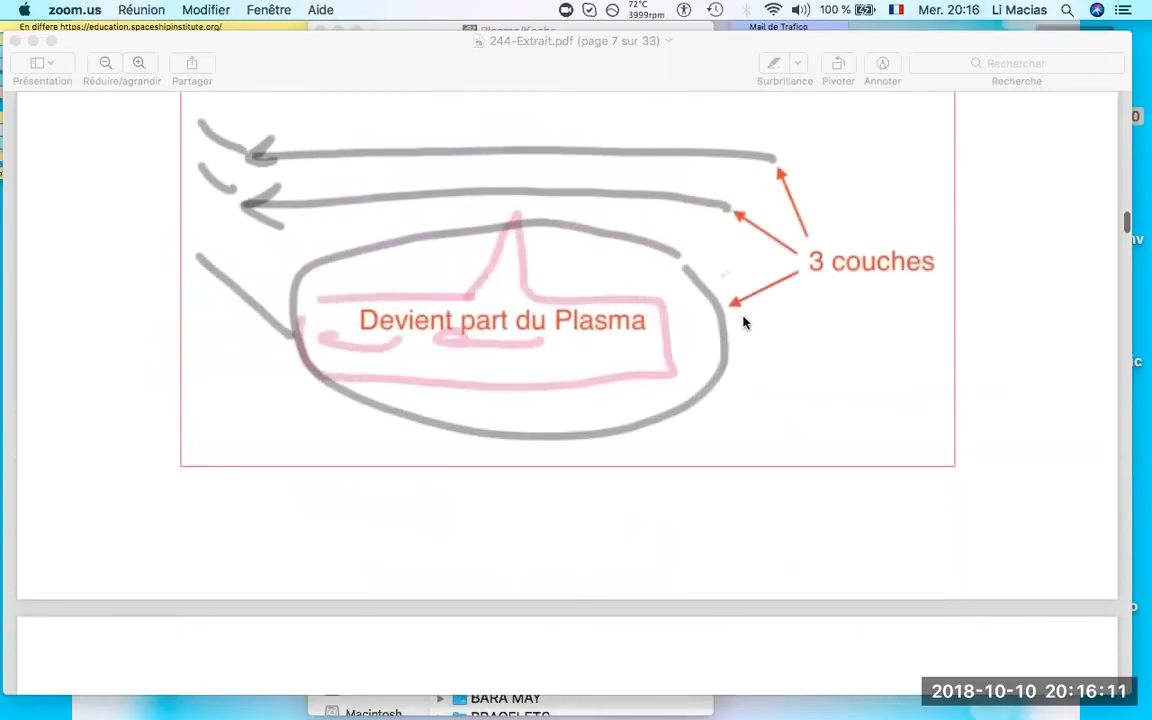 zoom.us Réunion Modifier Fenêtre Aide
72°C
3999rpm
100 %
Mer. 20:16 Li Macias
En differe https://education.spaceshipinstitute.org/
Mail de Trafico
244-Extrait.pdf (page 7 sur 33)
Rechercher
Présentation Réduire/agrandir Partager Surbrillance Pivoter Annoter Recherche
3 couches
Devient part du Plasma
BARA MAY
Macintosh
BRACELETS
2018-10-10 20:16:11